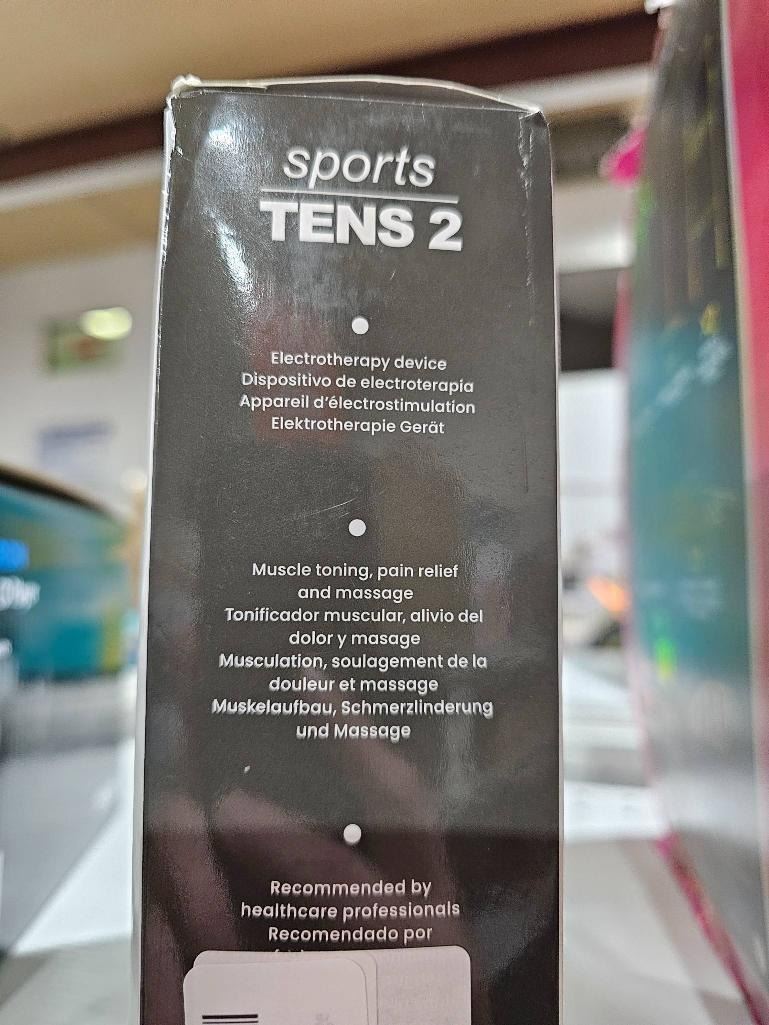 sports
TENS 2
Electrotherapy device
Dispositivo de electroterapia
Appareil d'électrostimulation
Elektrotherapie Gerät
Muscle toning, pain relief
and massage
Tonificador muscular, alivio del
dolor y masage
Musculation, soulagement de la
douleur et massage
Muskelaufbau, Schmerzlinderung
und Massage
Recommended by
healthcare professionals
Recomendado por